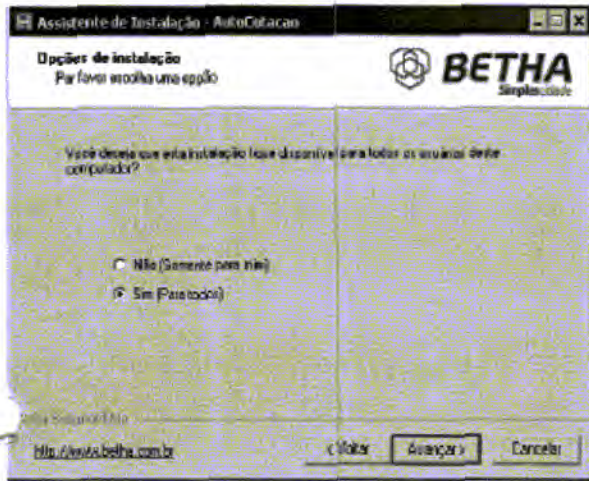 Assistente de Instalação - AutoCotacao
Opções de instalação
Por favor escolha uma opção
BETHA
Simplescidade
Você deseja que esta instalação fique disponível para todos os usuários deste
computador?
Não (Somente para mim)
Sim (Para todos)
http://www.betha.com.br
< Voltar
Avançar >
Cancelar